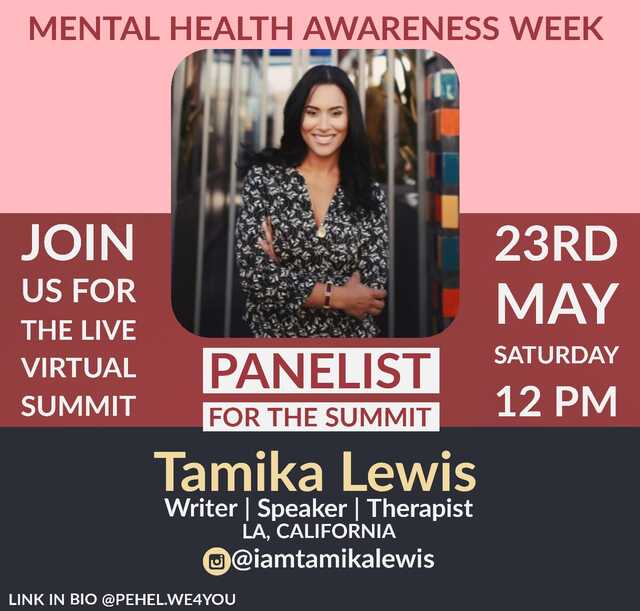 MENTAL HEALTH AWARENESS WEEK
JOIN
US FOR
THE LIVE
VIRTUAL
SUMMIT
23RD
MAY
SATURDAY
12 PM
PANELIST
FOR THE SUMMIT
Tamika Lewis
Writer | Speaker | Therapist
LA, CALIFORNIA
@iamtamikalewis
LINK IN BIO @PEHEL.WE4YOU